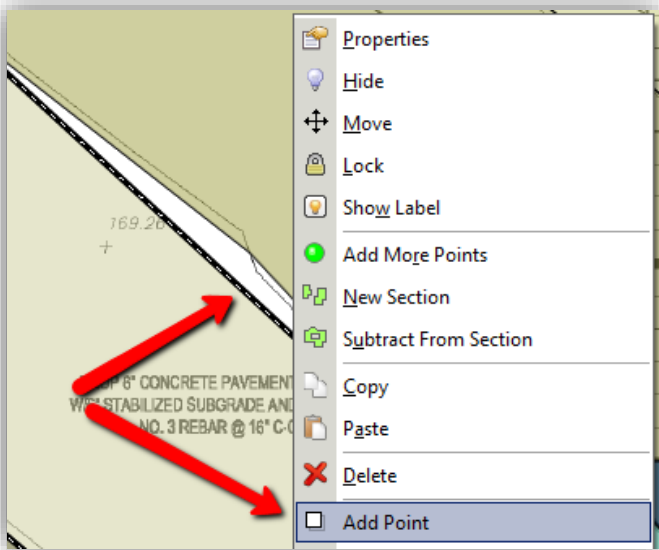 Properties
Hide
Move
Lock
Show Label
Add More Points
New Section
Subtract From Section
Copy
Paste
Delete
Add Point
169.26
6" CONCRETE PAVEMENT
STABILIZED SUBGRADE AND
NO. 3 REBAR @ 16"